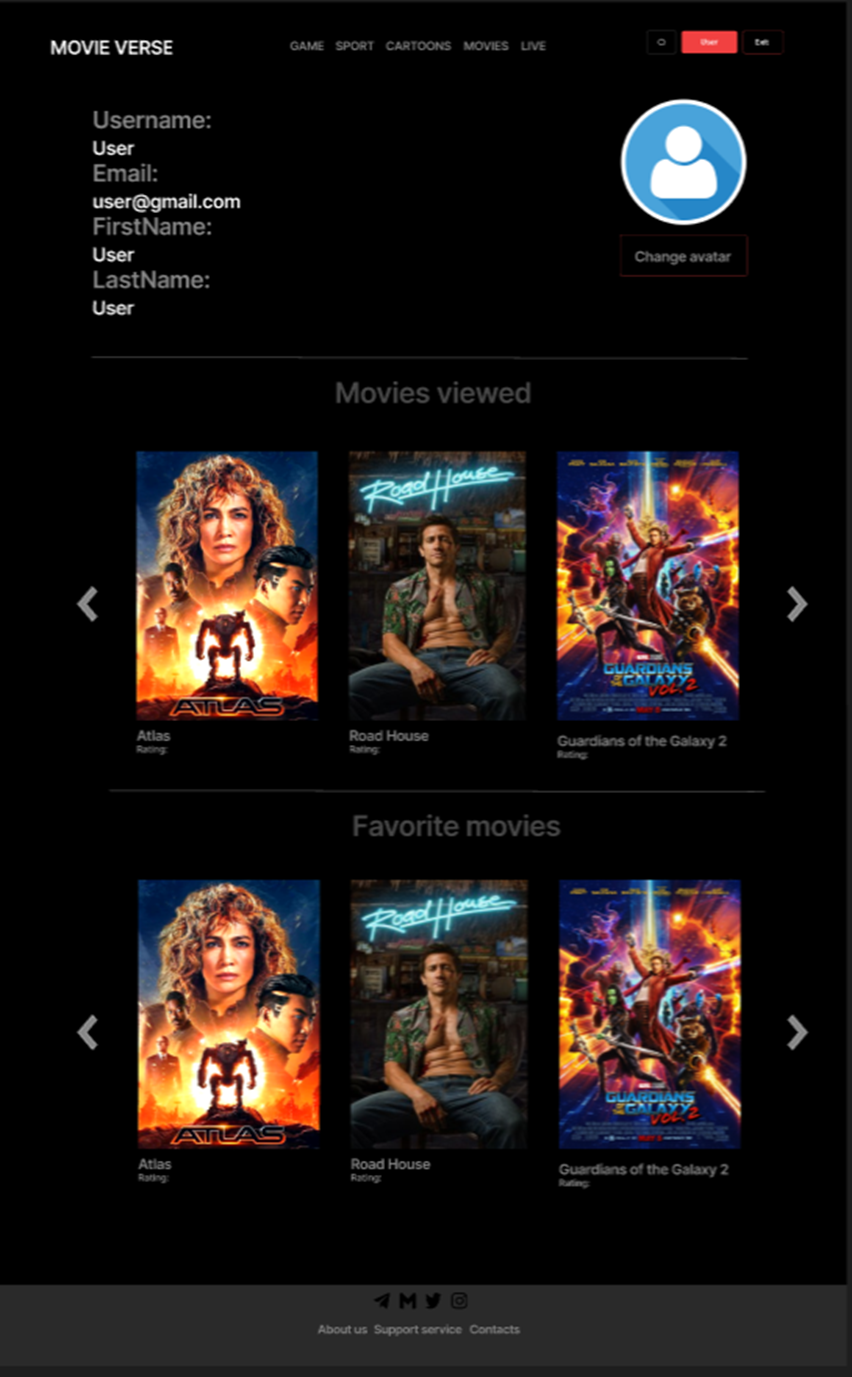 MOVIE VERSE
GAME SPORT CARTOONS MOVIES LIVE
User Exit
Username:
User
Email:
user@gmail.com
FirstName:
User
LastName:
User
Change avatar
Movies viewed
ATLAS
Road House
GUARDIANS
OF THE
GALAXY
VOL. 2
Atlas
Rating:
Road House
Rating:
Guardians of the Galaxy 2
Rating:
Favorite movies
ATLAS
Road House
GUARDIANS
OF THE
GALAXY
VOL. 2
Atlas
Rating:
Road House
Rating:
Guardians of the Galaxy 2
Rating:
About us Support service Contacts